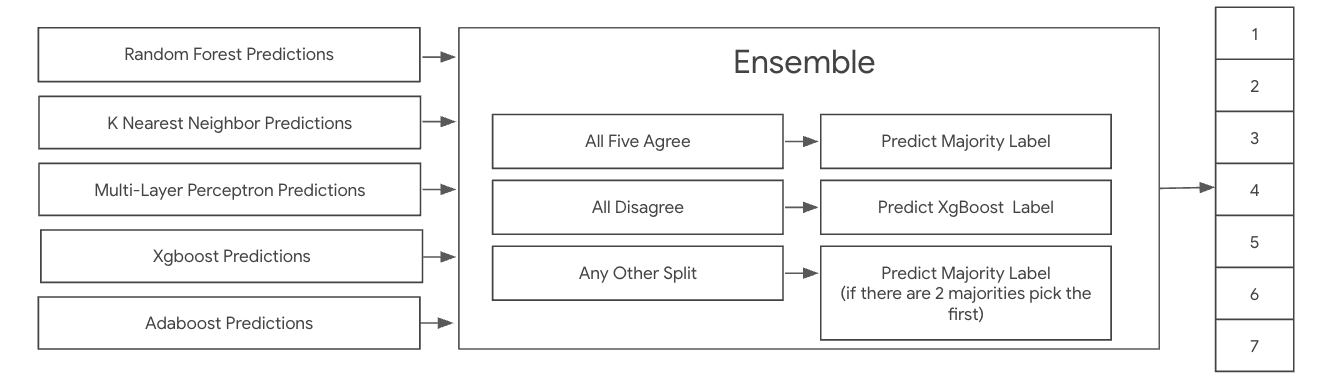 Random Forest Predictions
K Nearest Neighbor Predictions
Multi-Layer Perceptron Predictions
Xgboost Predictions
Adaboost Predictions
Ensemble
All Five Agree
Predict Majority Label
All Disagree
Predict XgBoost Label
Any Other Split
Predict Majority Label
(if there are 2 majorities pick the
first)
1
2
3
4
5
6
7